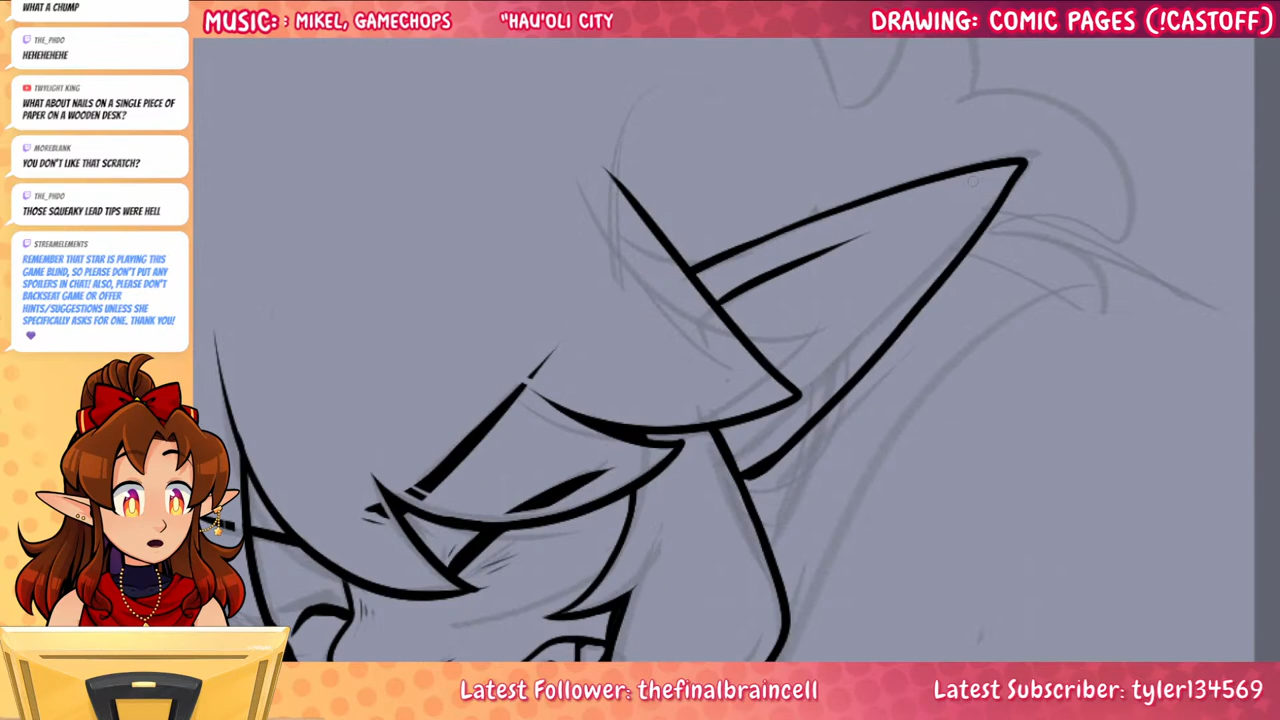 WHAT A CHUMP
THE_PHDO
HEHEHEHEHE
TWYLIGHT KING
WHAT ABOUT NAILS ON A SINGLE PIECE OF
PAPER ON A WOODEN DESK?
MOREBLANK
YOU DON'T LIKE THAT SCRATCH?
THE_PHDO
THOSE SQUEAKY LEAD TIPS WERE HELL
STREAMELEMENTS
REMEMBER THAT STAR IS PLAYING THIS
GAME BLIND, SO PLEASE DON'T PUT ANY
SPOILERS IN CHAT! ALSO, PLEASE DON'T
BACKSEAT GAME OR OFFER
HINTS/SUGGESTIONS UNLESS SHE
SPECIFICALLY ASKS FOR ONE. THANK YOU!
MUSIC: : MIKEL, GAMECHOPS "HAU'OLI CITY
DRAWING: COMIC PAGES (!CASTOFF)
Latest Follower: thefinalbraincell
Latest Subscriber: tyler134569